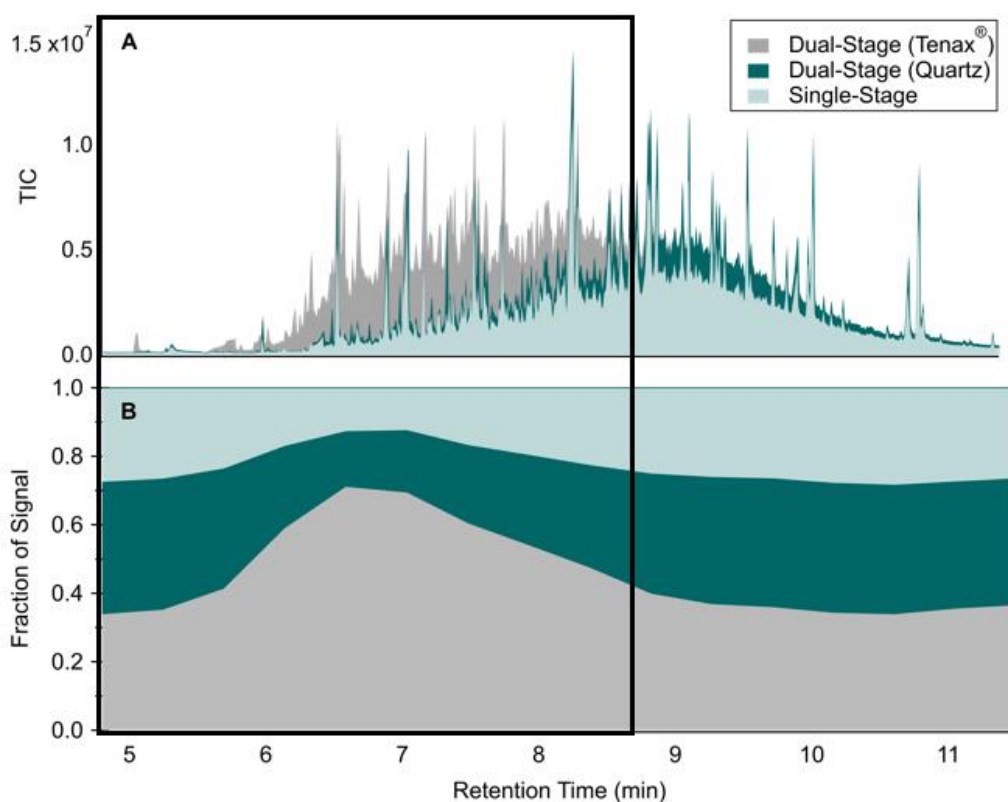 1.5 x10⁷
A
Dual-Stage (Tenax®)
Dual-Stage (Quartz)
Single-Stage
1.0
TIC
0.5
0.0
1.0
B
0.8
Fraction of Signal
0.6
0.4
0.2
0.0
5 6 7 8 9 10 11
Retention Time (min)